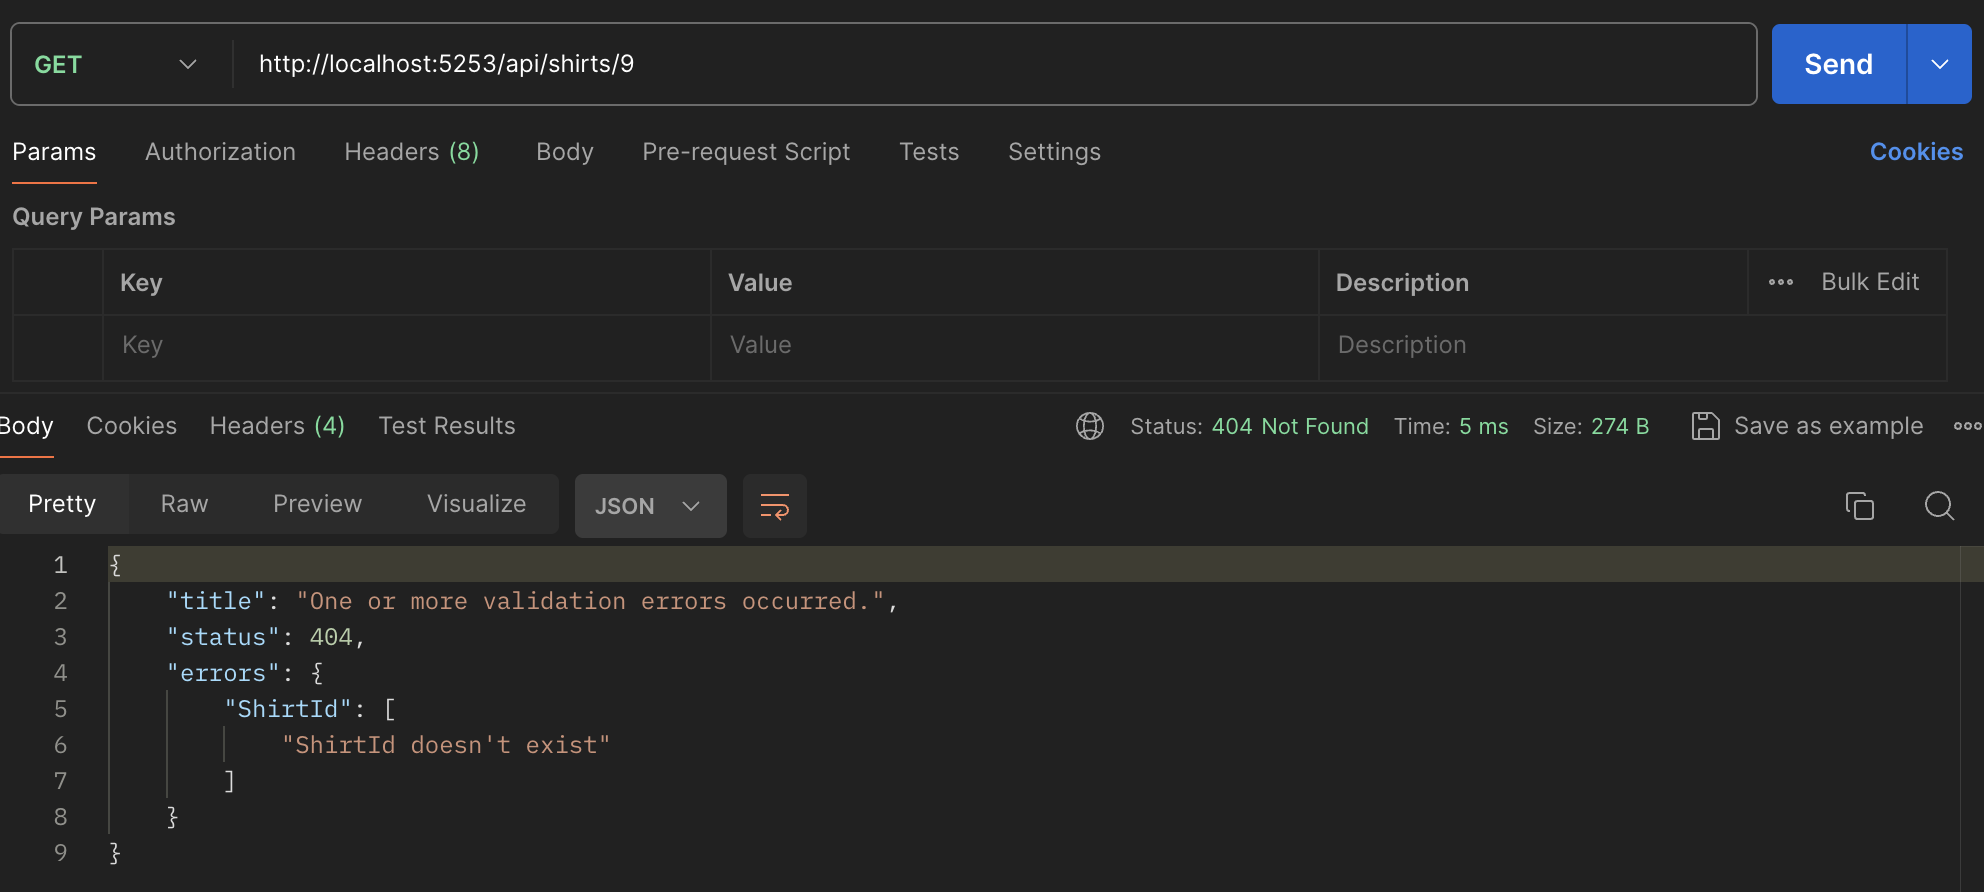 GET http://localhost:5253/api/shirts/9 Send
Params Authorization Headers (8) Body Pre-request Script Tests Settings Cookies
Query Params
Key Value Description Bulk Edit
Key Value Description
Body Cookies Headers (4) Test Results Status: 404 Not Found Time: 5 ms Size: 274 B Save as example
Pretty Raw Preview Visualize JSON
1 {
2 "title": "One or more validation errors occurred.",
3 "status": 404,
4 "errors": {
5 "ShirtId": [
6 "ShirtId doesn't exist"
7 ]
8 }
9 }